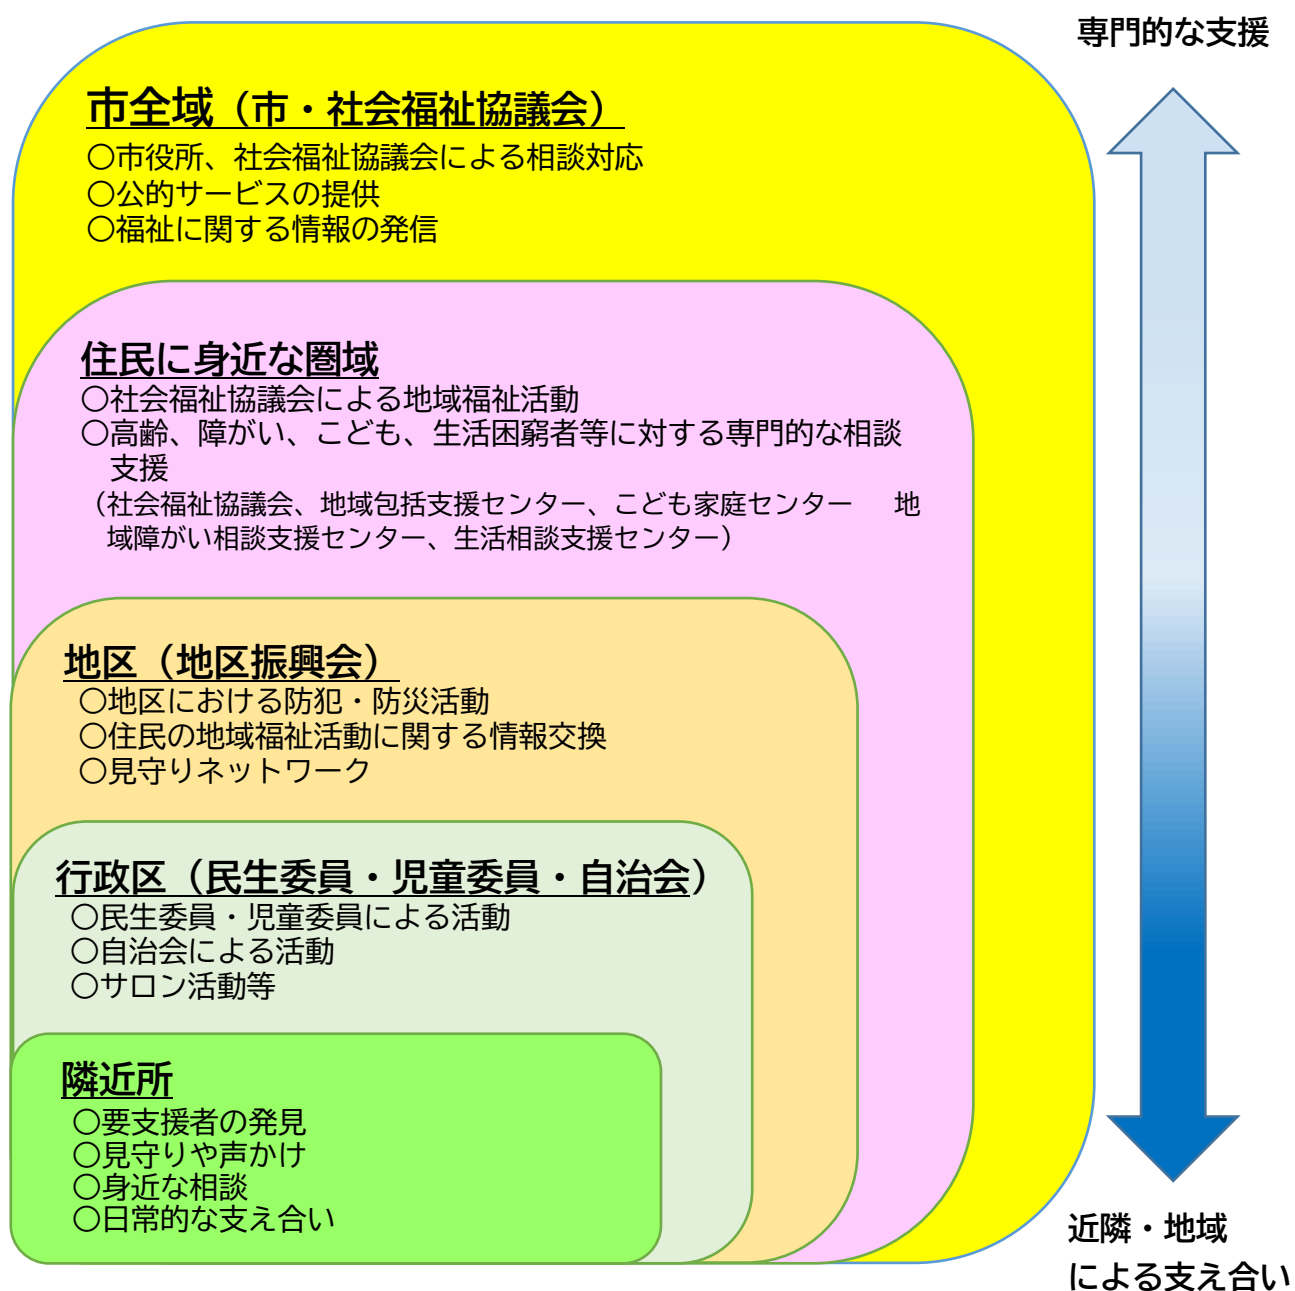 専門的な支援
市全域（市・社会福祉協議会）
〇市役所、社会福祉協議会による相談対応
〇公的サービスの提供
〇福祉に関する情報の発信
住民に身近な圏域
〇社会福祉協議会による地域福祉活動
〇高齢、障がい、こども、生活困窮者等に対する専門的な相談
支援
（社会福祉協議会、地域包括支援センター、こども家庭センター　地
域障がい相談支援センター、生活相談支援センター）
地区（地区振興会）
〇地区における防犯・防災活動
〇住民の地域福祉活動に関する情報交換
〇見守りネットワーク
行政区（民生委員・児童委員・自治会）
〇民生委員・児童委員による活動
〇自治会による活動
〇サロン活動等
隣近所
〇要支援者の発見
〇見守りや声かけ
〇身近な相談
〇日常的な支え合い
近隣・地域
による支え合い